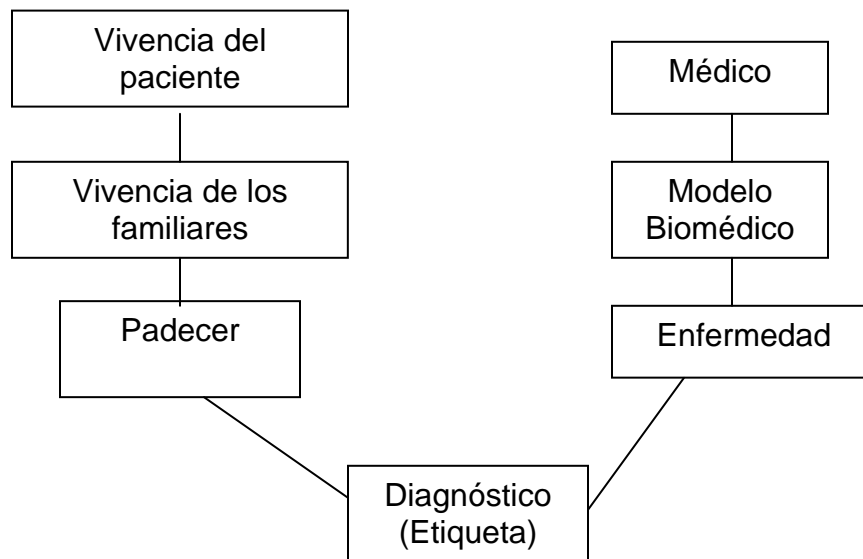 Vivencia del
paciente
Médico
Vivencia de los
familiares
Modelo
Biomédico
Padecer
Enfermedad
Diagnóstico
(Etiqueta)